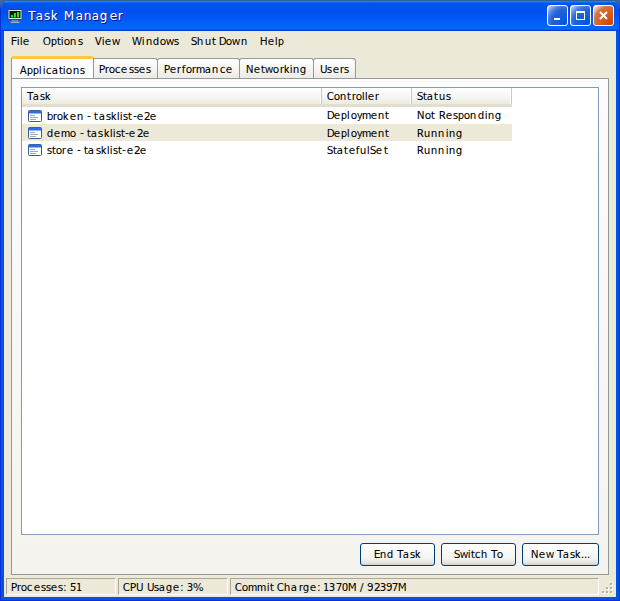 Task Manager
File Options View Windows Shut Down Help
Applications Processes Performance Networking Users
Task Controller Status
broken - tasklist-e2e Deployment Not Responding
demo - tasklist-e2e Deployment Running
store - tasklist-e2e StatefulSet Running
End Task Switch To New Task...
Processes: 51 CPU Usage: 3% Commit Charge: 1370M / 92397M